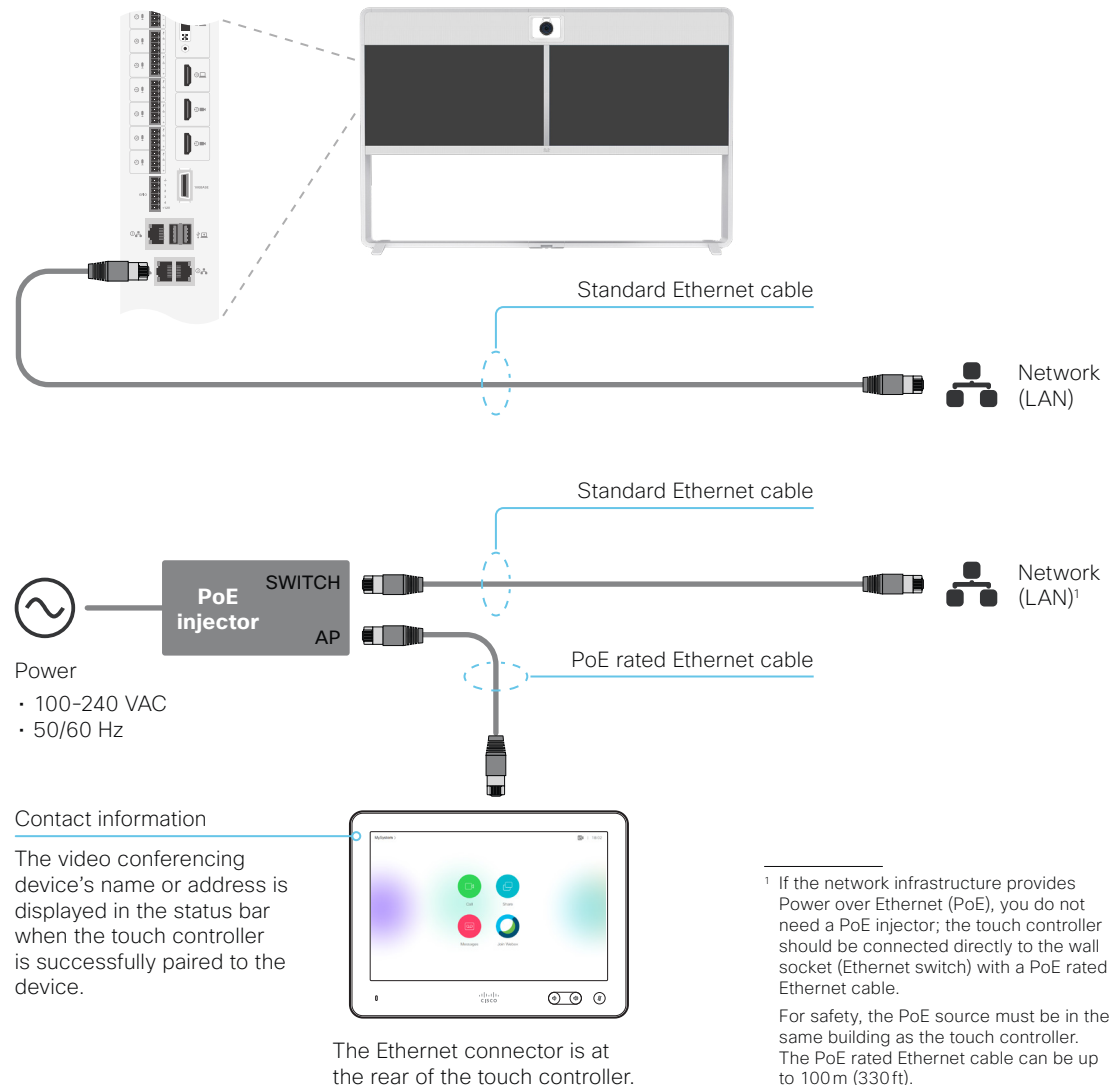 Standard Ethernet cable
Network
(LAN)
Standard Ethernet cable
SWITCH
PoE
injector
AP
Network
(LAN)¹
PoE rated Ethernet cable
Power
· 100-240 VAC
· 50/60 Hz
Contact information
The video conferencing
device's name or address is
displayed in the status bar
when the touch controller
is successfully paired to the
device.
Call
Share
Messages
Join Webex
CISCO
The Ethernet connector is at
the rear of the touch controller.
¹ If the network infrastructure provides
Power over Ethernet (PoE), you do not
need a PoE injector; the touch controller
should be connected directly to the wall
socket (Ethernet switch) with a PoE rated
Ethernet cable.
For safety, the PoE source must be in the
same building as the touch controller.
The PoE rated Ethernet cable can be up
to 100 m (330 ft).